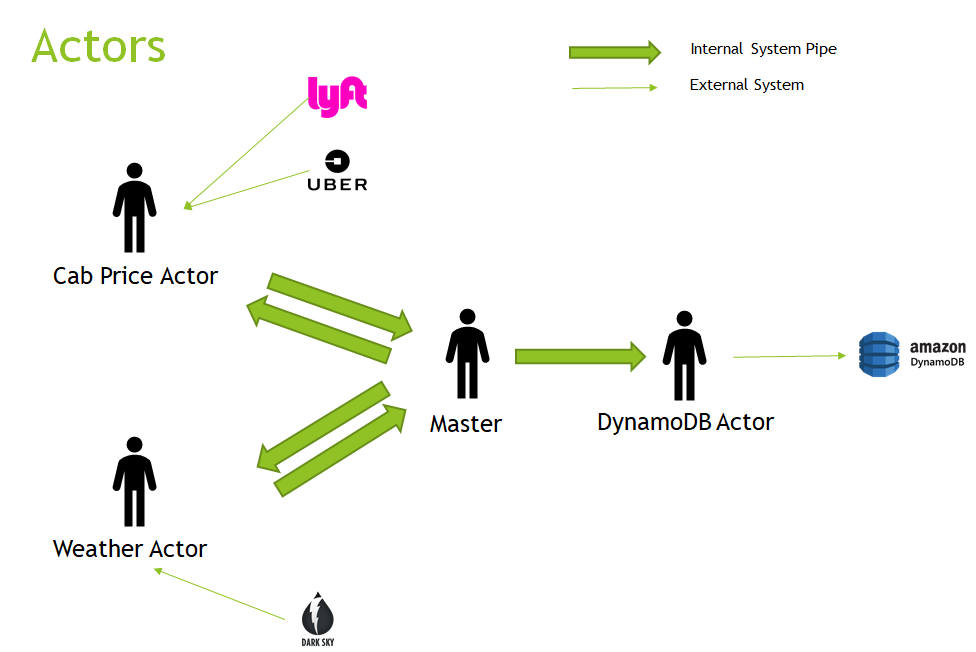 Actors
Internal System Pipe
External System
lyft
UBER
Cab Price Actor
Master
DynamoDB Actor
amazon
DynamoDB
Weather Actor
DARK SKY